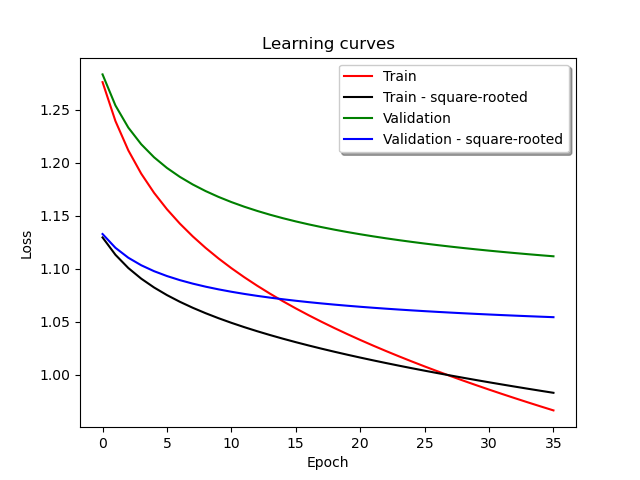 Learning curves
Train
Train - square-rooted
Validation
Validation - square-rooted
Loss
1.25
1.20
1.15
1.10
1.05
1.00
0 5 10 15 20 25 30 35
Epoch